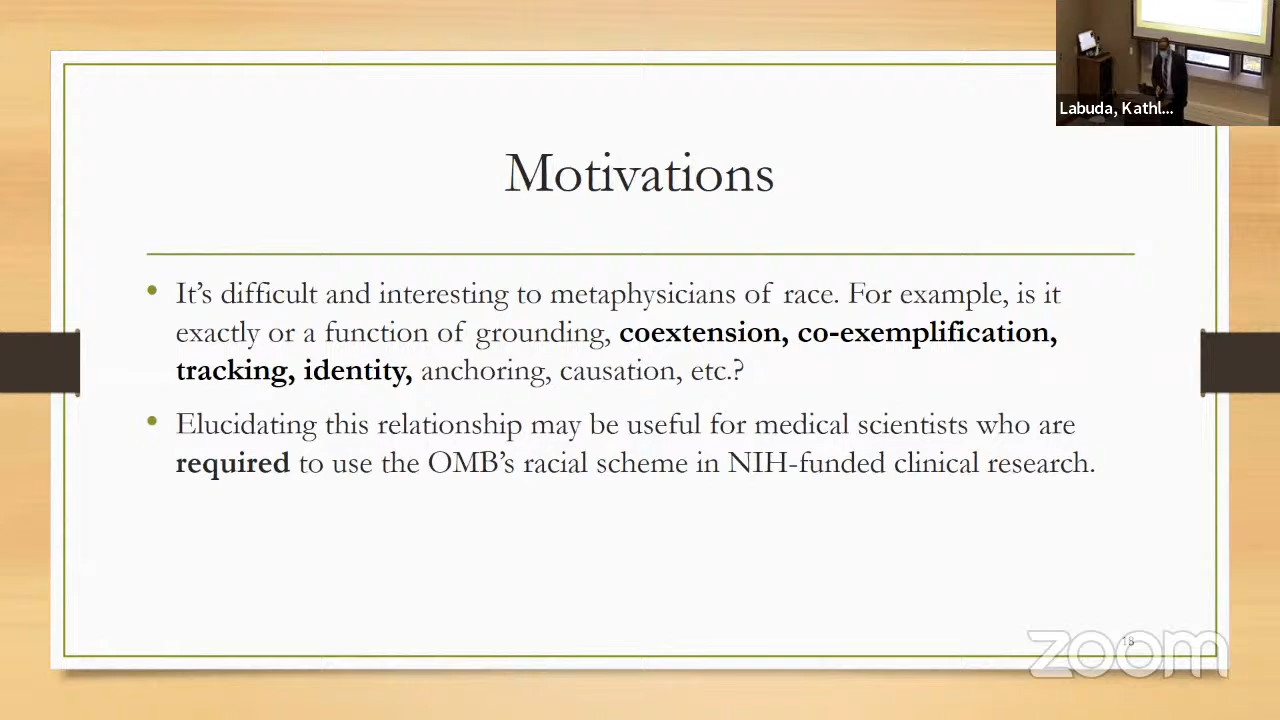 Labuda, Kathl...
Motivations
• It's difficult and interesting to metaphysicians of race. For example, is it
exactly or a function of grounding, coextension, co-exemplification,
tracking, identity, anchoring, causation, etc.?
• Elucidating this relationship may be useful for medical scientists who are
required to use the OMB's racial scheme in NIH-funded clinical research.
18
zoom